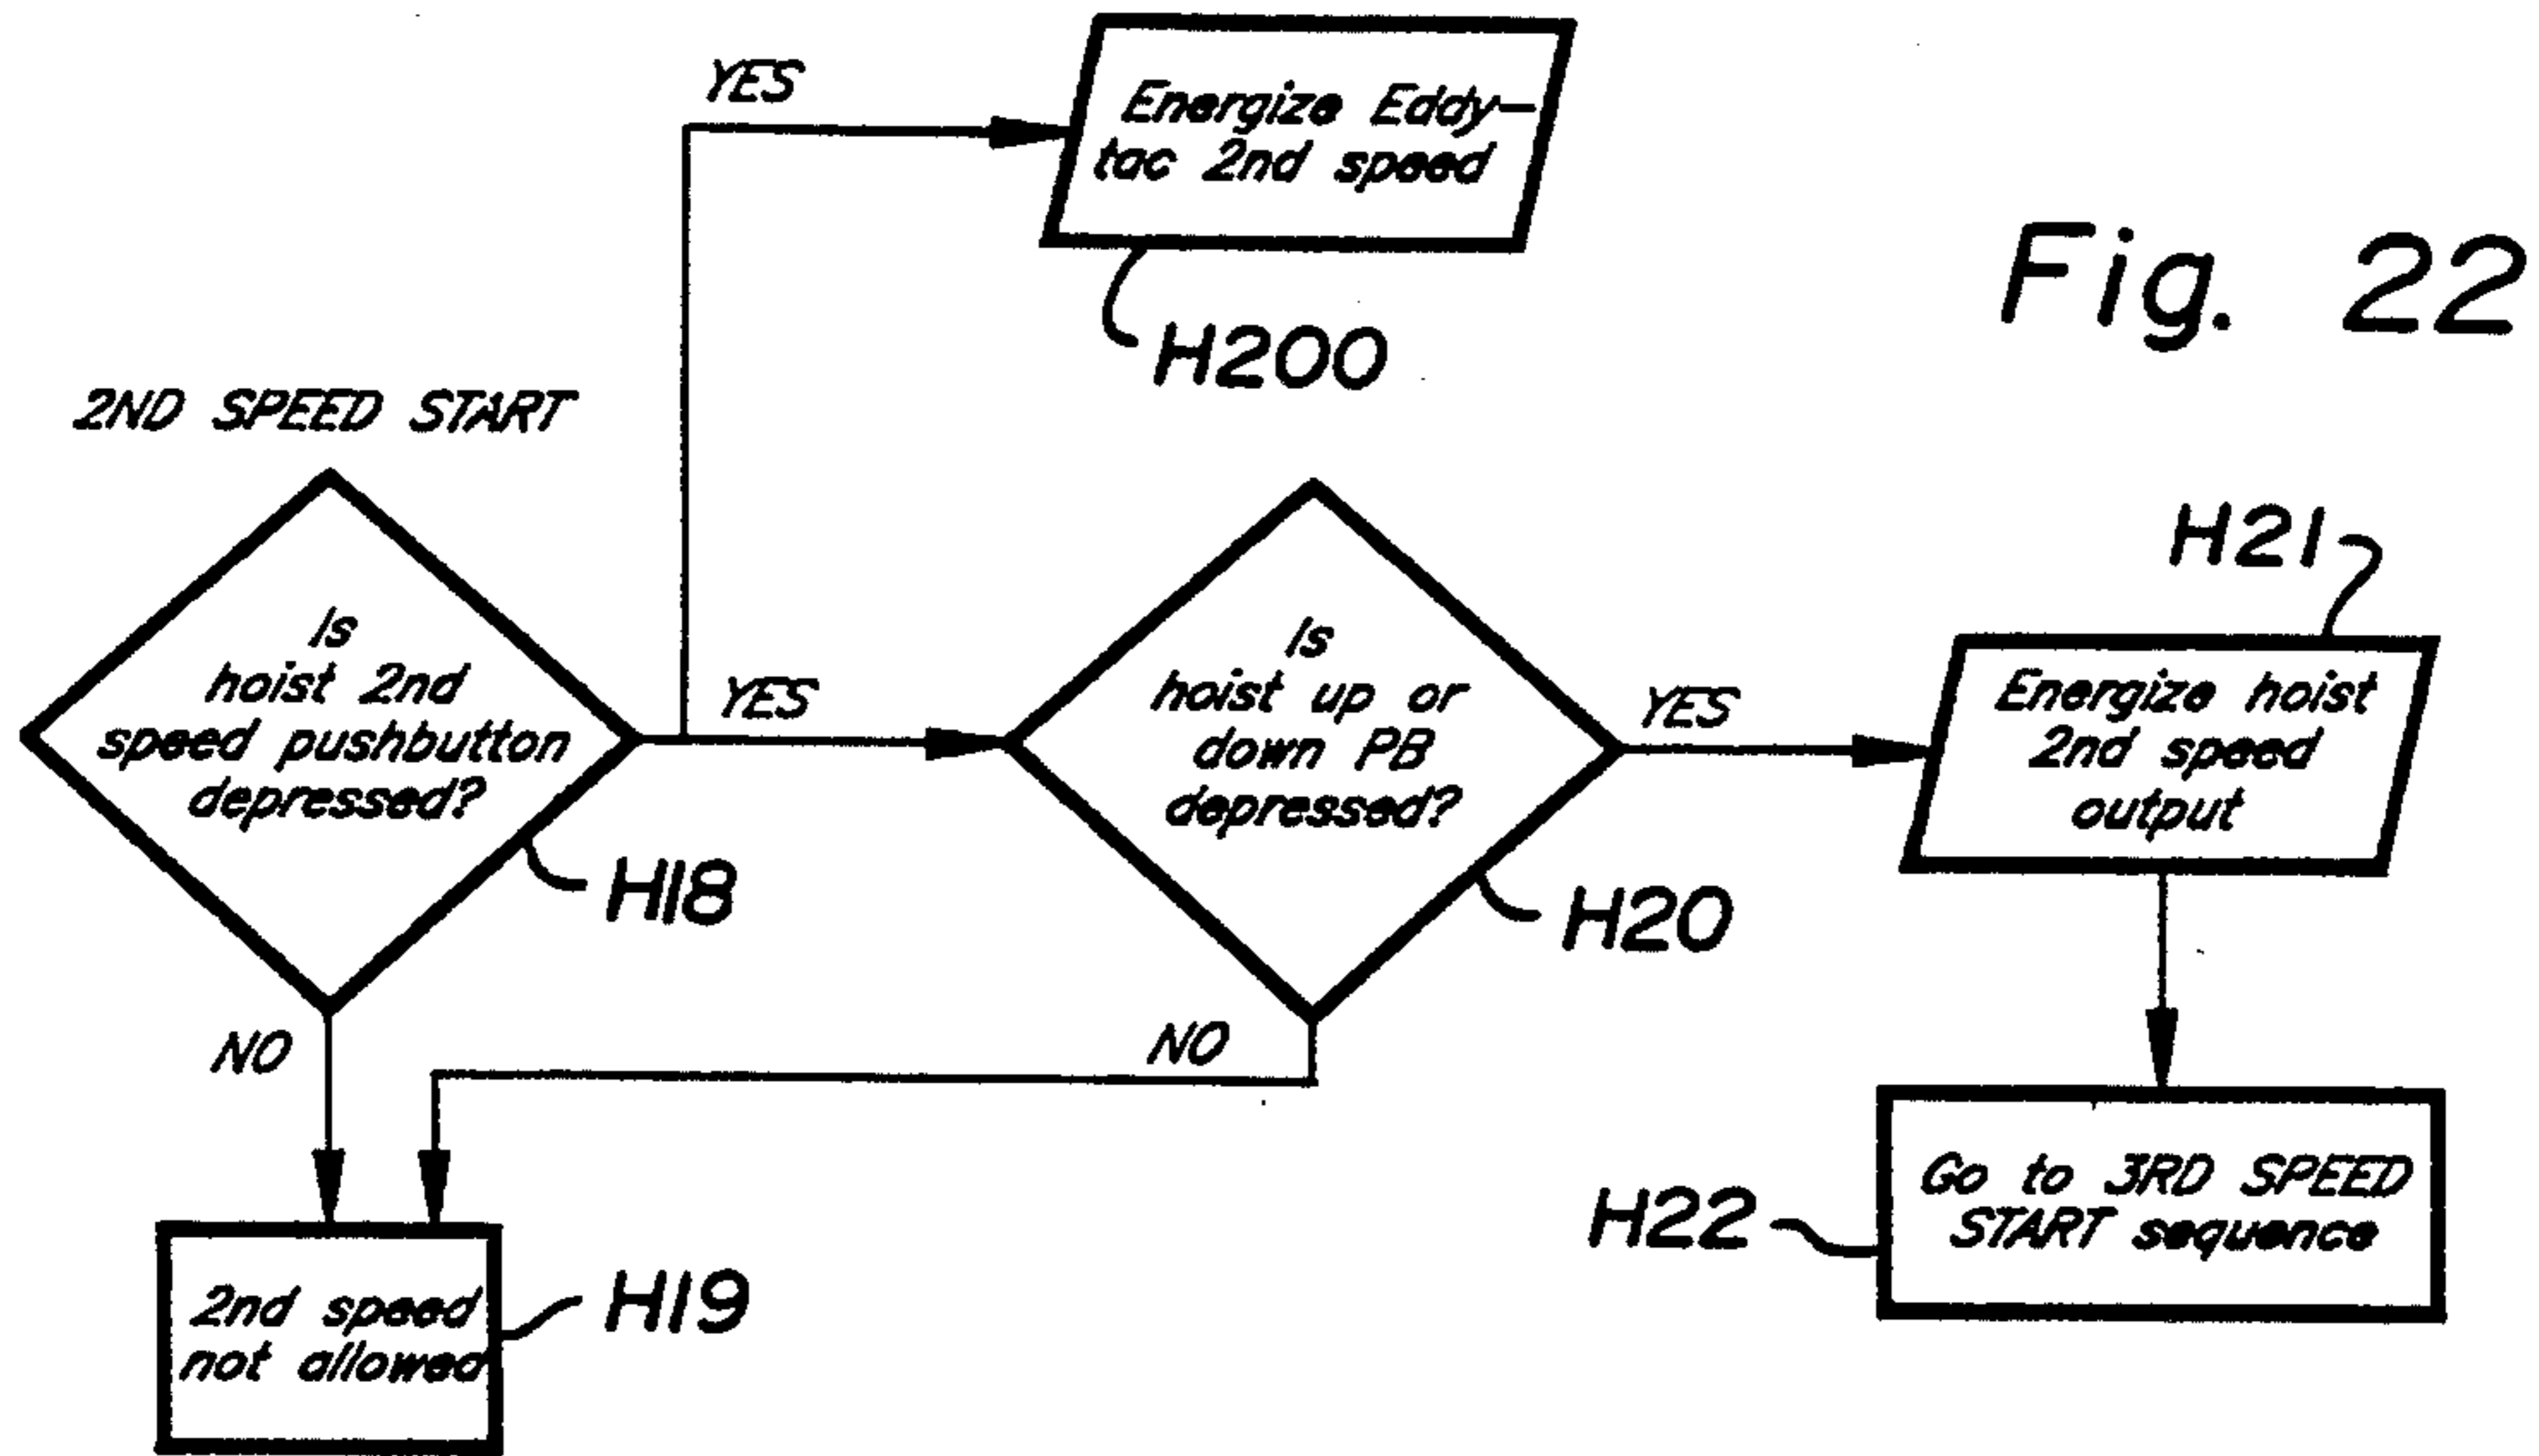 YES
Energize Eddy-
tac 2nd speed
H200
Fig. 22
2ND SPEED START
Is
hoist 2nd
speed pushbutton
depressed?
H18
YES
Is
hoist up or
down PB
depressed?
H20
YES
H21
Energize hoist
2nd speed
output
NO
NO
2nd speed
not allowed
H19
H22
Go to 3RD SPEED
START sequence